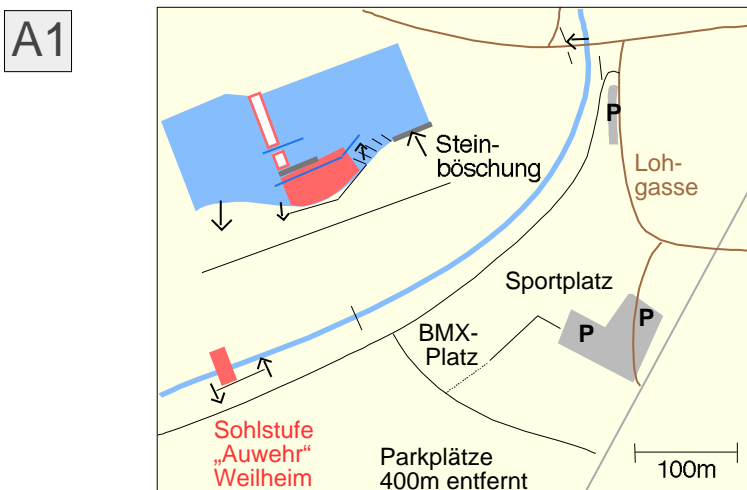 A1
Stein-
böschung
P
Loh-
gasse
Sportplatz
P
P
BMX-
Platz
Sohlstufe
„Auwehr“
Weilheim
Parkplätze
400m entfernt
100m